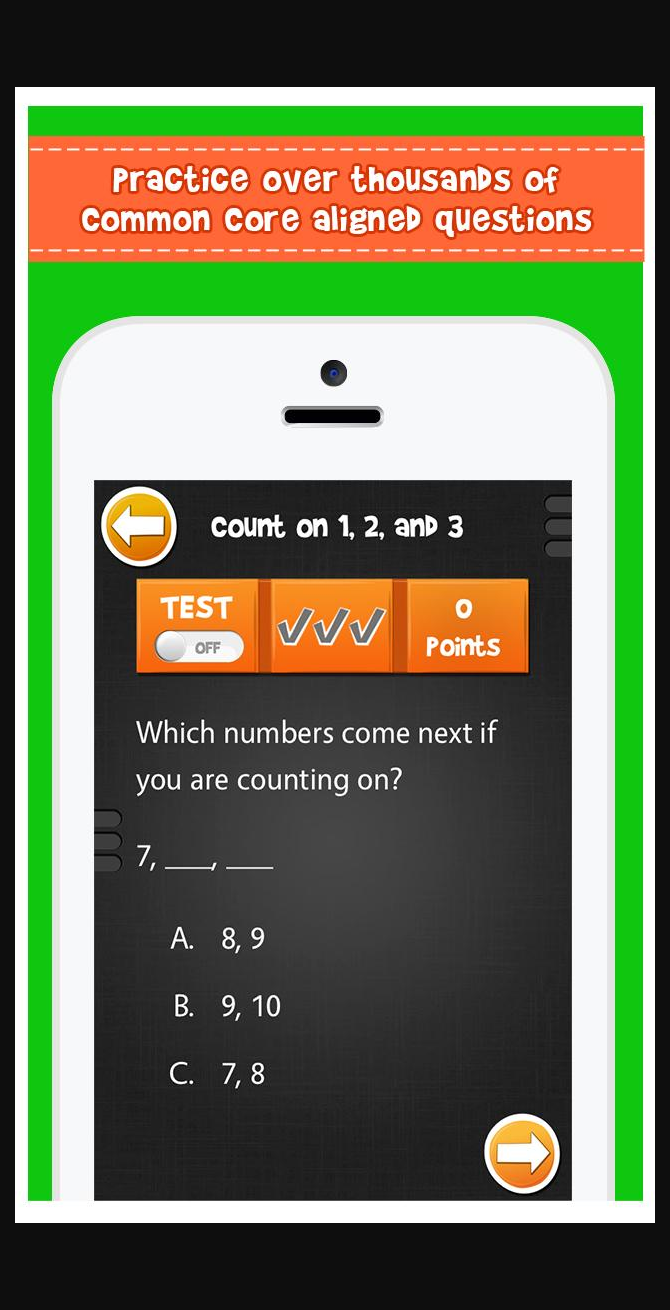 Practice over thousands of
common core aligned questions
count on 1, 2, and 3
TEST
OFF
0
Points
Which numbers come next if
you are counting on?
7, ___, ___
A. 8, 9
B. 9, 10
C. 7, 8